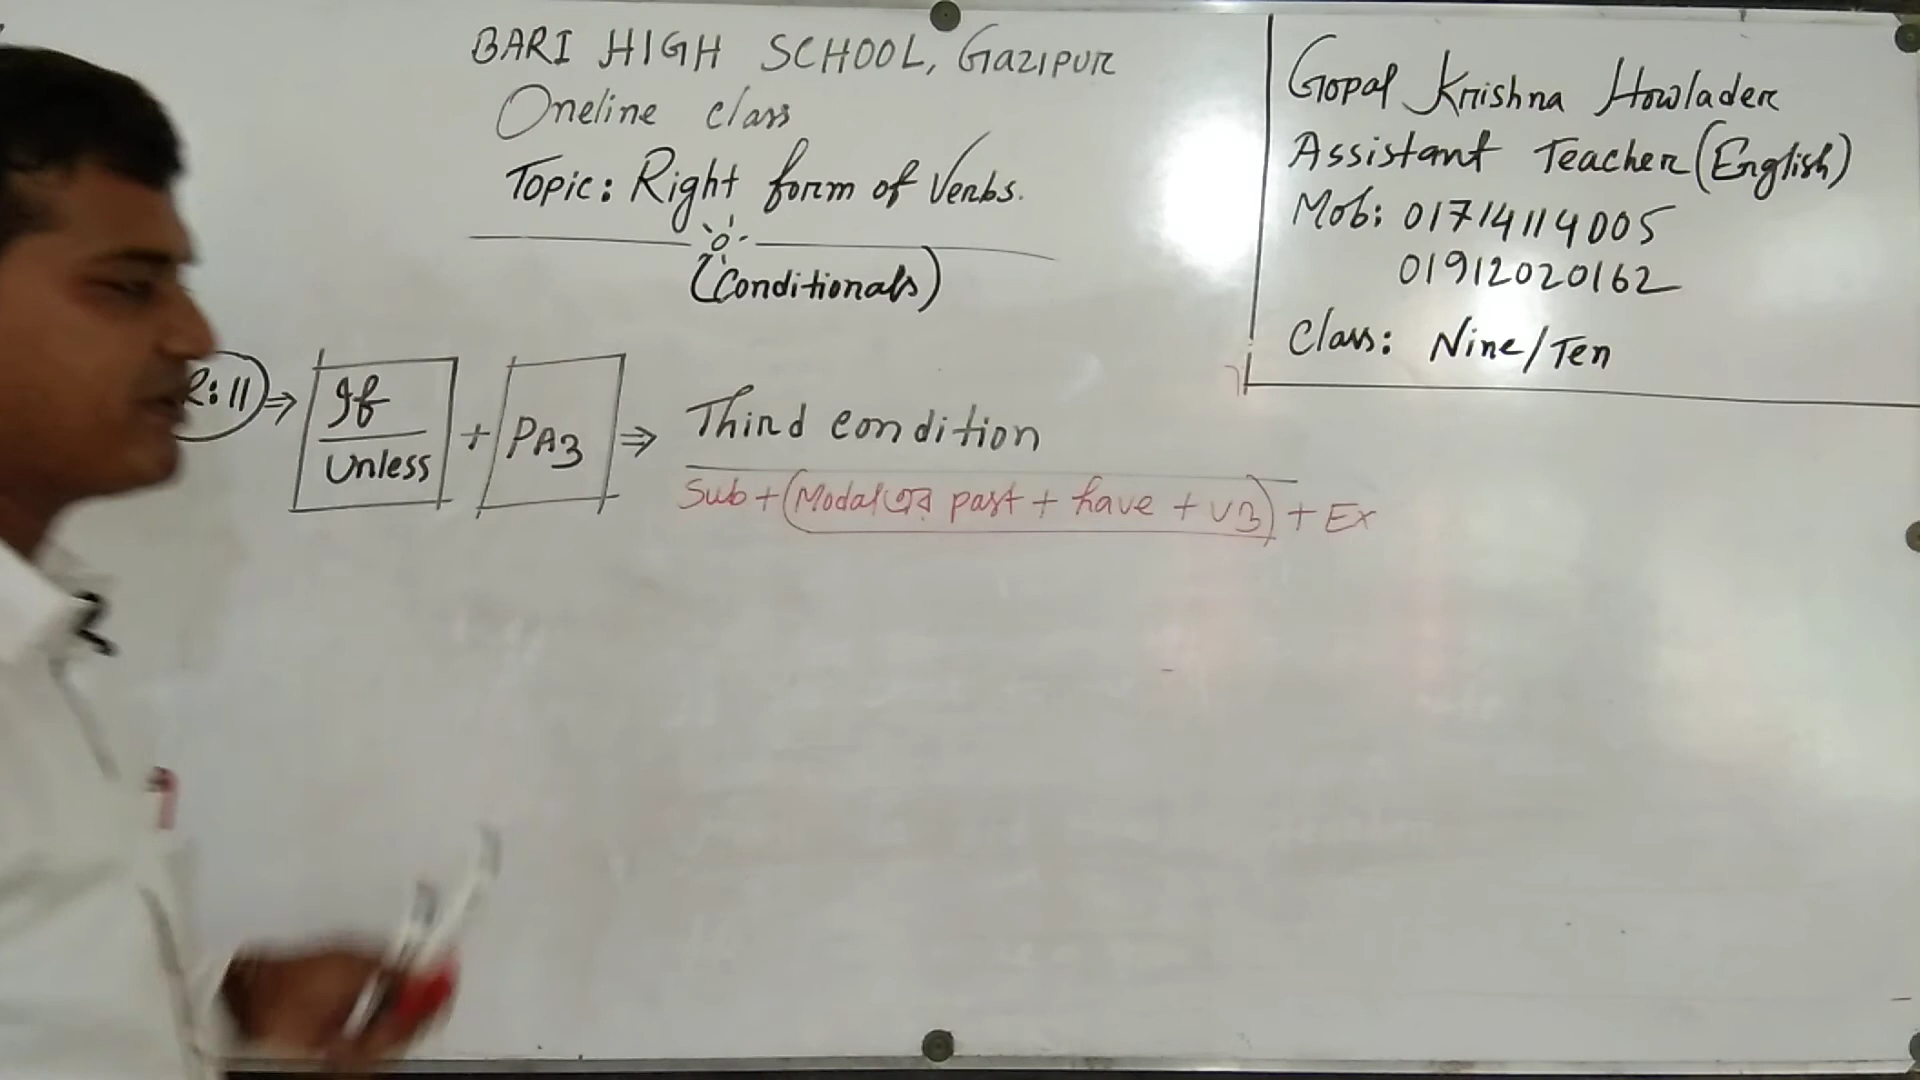 BARI HIGH SCHOOL, Gazipur
Oneline class
Topic: Right form of Verbs.
(Conditionals)
Gopal Krishna Howlader
Assistant Teacher (English)
Mob: 01714114005
01912020162
Class: Nine/Ten
R:11 ⇒ If / Unless + PA3 ⇒ Third condition
Sub + (Modal এর past + have + V3) + Ex